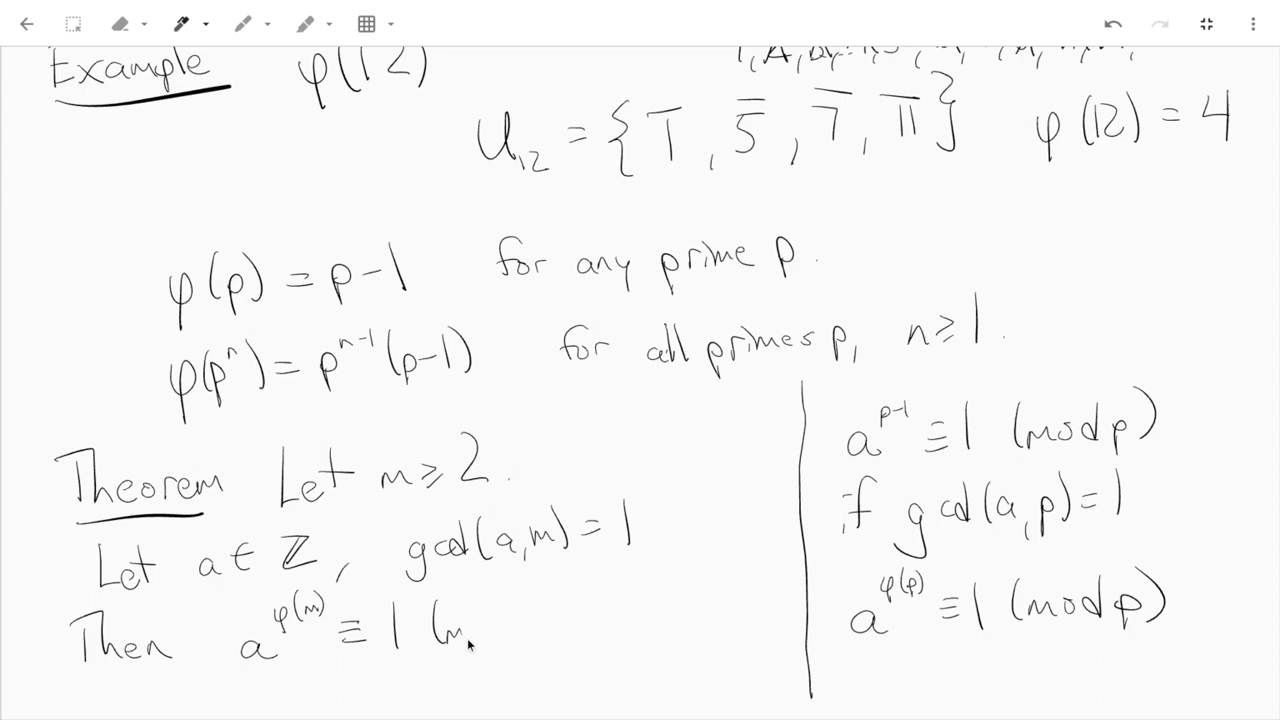 Example φ(12)
U₁₂ = {1̅, 5̅, 7̅, 1̅1̅} φ(12) = 4
φ(p) = p-1 for any prime p.
φ(pⁿ) = pⁿ⁻¹(p-1) for all primes p, n ≥ 1.
Theorem Let m ≥ 2.
Let a ∈ ℤ, gcd(a,m) = 1
Then a^φ(m) ≡ 1 (m
a^p-1 ≡ 1 (mod p)
if gcd(a,p) = 1
a^φ(p) ≡ 1 (mod p)